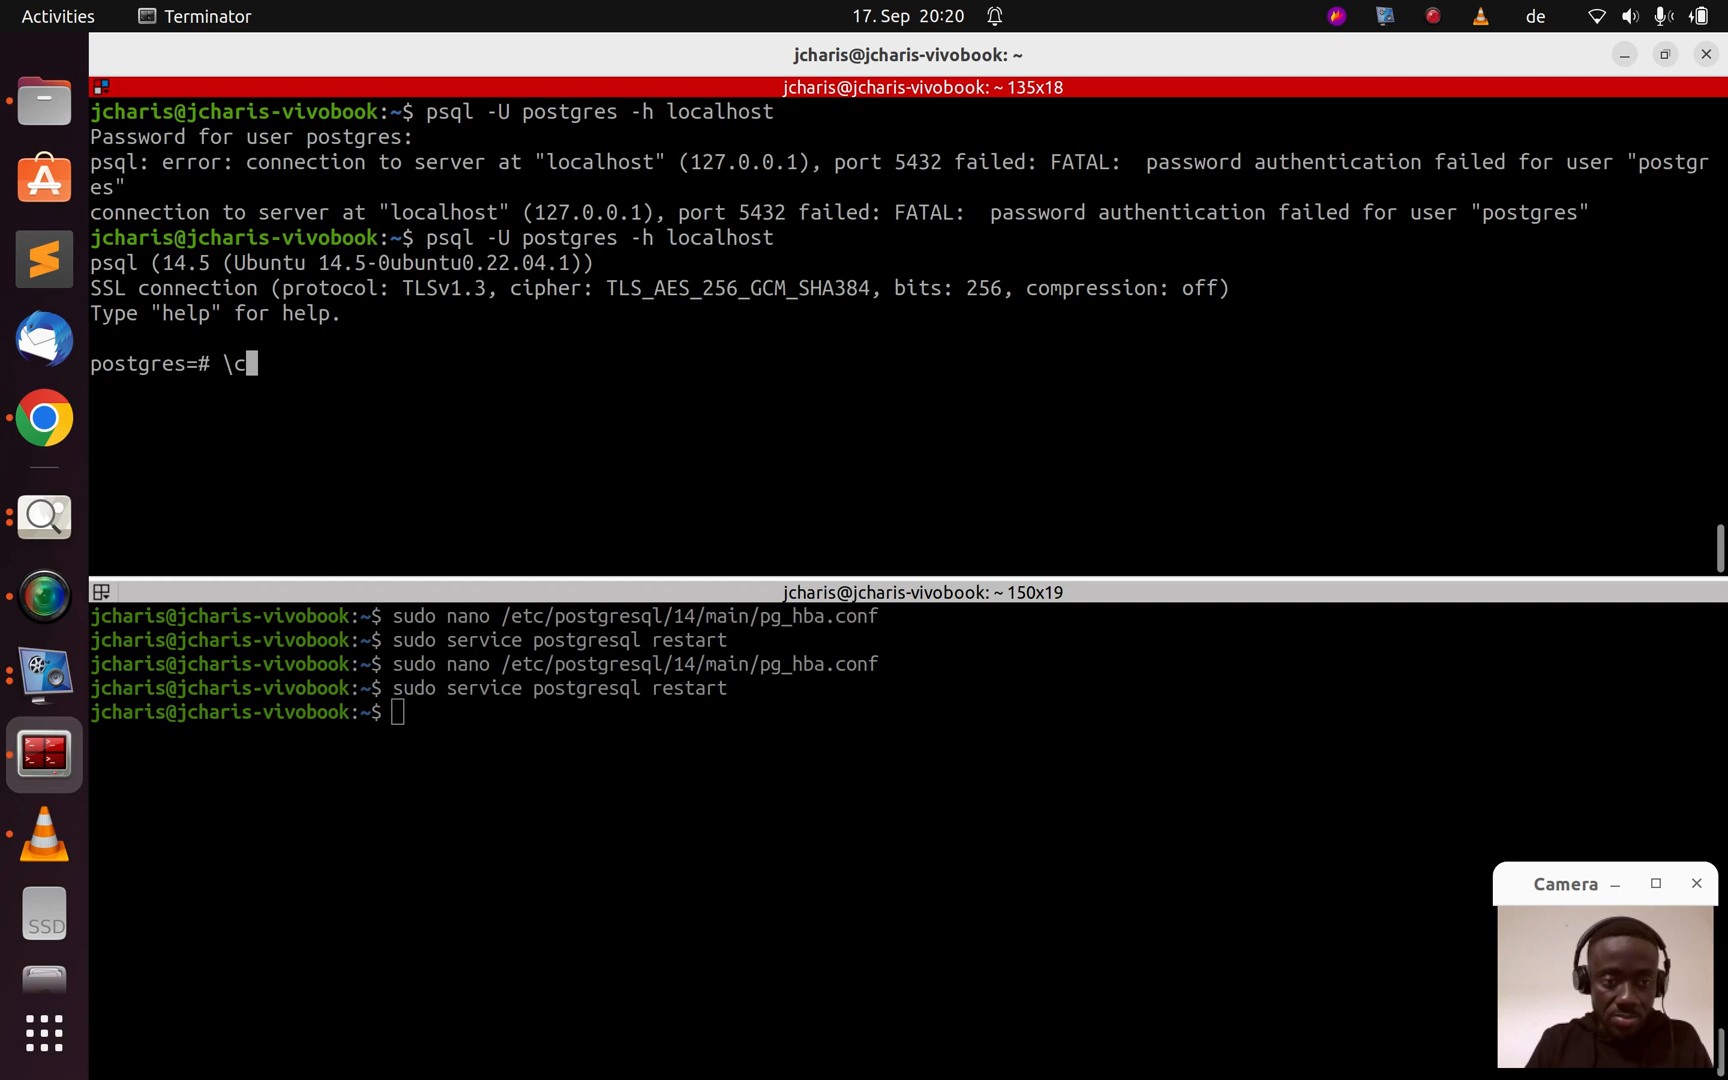 Activities
Terminator
17. Sep 20:20
de
jcharis@jcharis-vivobook: ~
jcharis@jcharis-vivobook: ~ 135x18
jcharis@jcharis-vivobook:~$ psql -U postgres -h localhost
Password for user postgres:
psql: error: connection to server at "localhost" (127.0.0.1), port 5432 failed: FATAL:  password authentication failed for user "postgr
es"
connection to server at "localhost" (127.0.0.1), port 5432 failed: FATAL:  password authentication failed for user "postgres"
jcharis@jcharis-vivobook:~$ psql -U postgres -h localhost
psql (14.5 (Ubuntu 14.5-0ubuntu0.22.04.1))
SSL connection (protocol: TLSv1.3, cipher: TLS_AES_256_GCM_SHA384, bits: 256, compression: off)
Type "help" for help.
postgres=# \c
jcharis@jcharis-vivobook: ~ 150x19
jcharis@jcharis-vivobook:~$ sudo nano /etc/postgresql/14/main/pg_hba.conf
jcharis@jcharis-vivobook:~$ sudo service postgresql restart
jcharis@jcharis-vivobook:~$ sudo nano /etc/postgresql/14/main/pg_hba.conf
jcharis@jcharis-vivobook:~$ sudo service postgresql restart
jcharis@jcharis-vivobook:~$
Camera
SSD